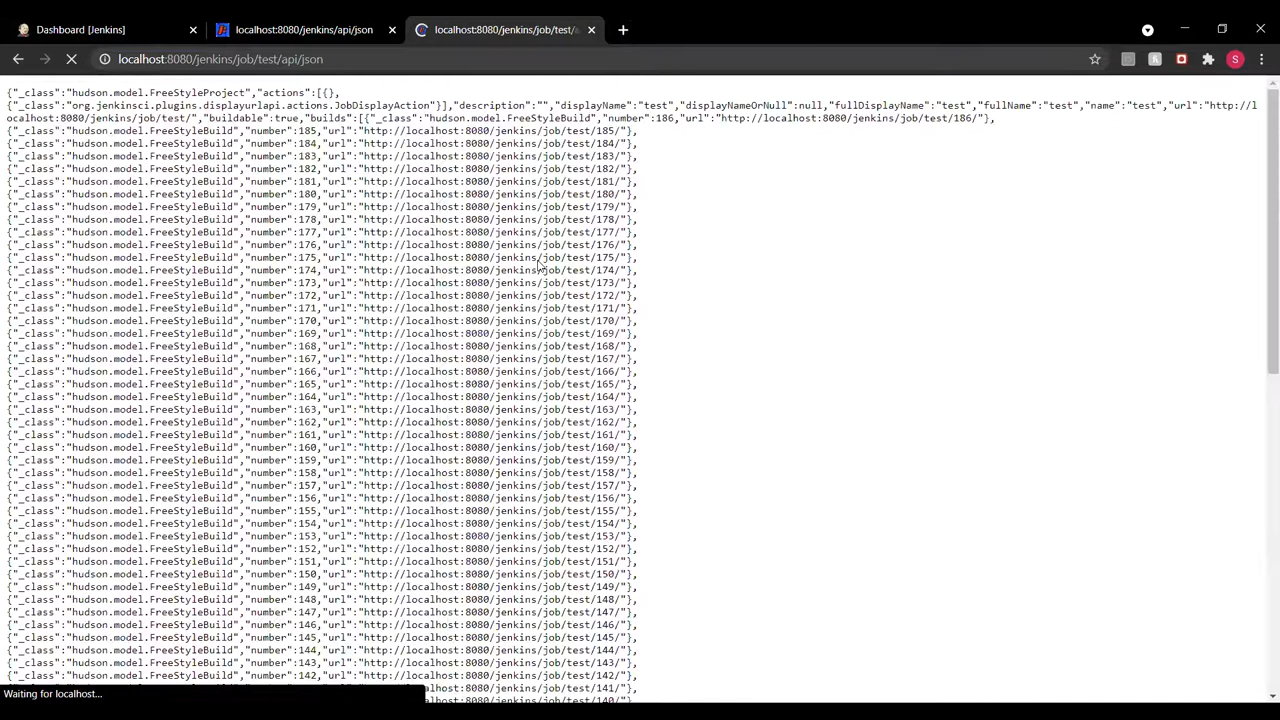 Dashboard [Jenkins]
localhost:8080/jenkins/api/json
localhost:8080/jenkins/job/test/
localhost:8080/jenkins/job/test/api/json
S
{"_class":"hudson.model.FreeStyleProject","actions":[{},
{"_class":"org.jenkinsci.plugins.displayurlapi.actions.JobDisplayAction"}],"description":"","displayName":"test","displayNameOrNull":null,"fullDisplayName":"test","fullName":"test","name":"test","url":"http://l
ocalhost:8080/jenkins/job/test/","buildable":true,"builds":[{"_class":"hudson.model.FreeStyleBuild","number":186,"url":"http://localhost:8080/jenkins/job/test/186/"},
{"_class":"hudson.model.FreeStyleBuild","number":185,"url":"http://localhost:8080/jenkins/job/test/185/"},
{"_class":"hudson.model.FreeStyleBuild","number":184,"url":"http://localhost:8080/jenkins/job/test/184/"},
{"_class":"hudson.model.FreeStyleBuild","number":183,"url":"http://localhost:8080/jenkins/job/test/183/"},
{"_class":"hudson.model.FreeStyleBuild","number":182,"url":"http://localhost:8080/jenkins/job/test/182/"},
{"_class":"hudson.model.FreeStyleBuild","number":181,"url":"http://localhost:8080/jenkins/job/test/181/"},
{"_class":"hudson.model.FreeStyleBuild","number":180,"url":"http://localhost:8080/jenkins/job/test/180/"},
{"_class":"hudson.model.FreeStyleBuild","number":179,"url":"http://localhost:8080/jenkins/job/test/179/"},
{"_class":"hudson.model.FreeStyleBuild","number":178,"url":"http://localhost:8080/jenkins/job/test/178/"},
{"_class":"hudson.model.FreeStyleBuild","number":177,"url":"http://localhost:8080/jenkins/job/test/177/"},
{"_class":"hudson.model.FreeStyleBuild","number":176,"url":"http://localhost:8080/jenkins/job/test/176/"},
{"_class":"hudson.model.FreeStyleBuild","number":175,"url":"http://localhost:8080/jenkins/job/test/175/"},
{"_class":"hudson.model.FreeStyleBuild","number":174,"url":"http://localhost:8080/jenkins/job/test/174/"},
{"_class":"hudson.model.FreeStyleBuild","number":173,"url":"http://localhost:8080/jenkins/job/test/173/"},
{"_class":"hudson.model.FreeStyleBuild","number":172,"url":"http://localhost:8080/jenkins/job/test/172/"},
{"_class":"hudson.model.FreeStyleBuild","number":171,"url":"http://localhost:8080/jenkins/job/test/171/"},
{"_class":"hudson.model.FreeStyleBuild","number":170,"url":"http://localhost:8080/jenkins/job/test/170/"},
{"_class":"hudson.model.FreeStyleBuild","number":169,"url":"http://localhost:8080/jenkins/job/test/169/"},
{"_class":"hudson.model.FreeStyleBuild","number":168,"url":"http://localhost:8080/jenkins/job/test/168/"},
{"_class":"hudson.model.FreeStyleBuild","number":167,"url":"http://localhost:8080/jenkins/job/test/167/"},
{"_class":"hudson.model.FreeStyleBuild","number":166,"url":"http://localhost:8080/jenkins/job/test/166/"},
{"_class":"hudson.model.FreeStyleBuild","number":165,"url":"http://localhost:8080/jenkins/job/test/165/"},
{"_class":"hudson.model.FreeStyleBuild","number":164,"url":"http://localhost:8080/jenkins/job/test/164/"},
{"_class":"hudson.model.FreeStyleBuild","number":163,"url":"http://localhost:8080/jenkins/job/test/163/"},
{"_class":"hudson.model.FreeStyleBuild","number":162,"url":"http://localhost:8080/jenkins/job/test/162/"},
{"_class":"hudson.model.FreeStyleBuild","number":161,"url":"http://localhost:8080/jenkins/job/test/161/"},
{"_class":"hudson.model.FreeStyleBuild","number":160,"url":"http://localhost:8080/jenkins/job/test/160/"},
{"_class":"hudson.model.FreeStyleBuild","number":159,"url":"http://localhost:8080/jenkins/job/test/159/"},
{"_class":"hudson.model.FreeStyleBuild","number":158,"url":"http://localhost:8080/jenkins/job/test/158/"},
{"_class":"hudson.model.FreeStyleBuild","number":157,"url":"http://localhost:8080/jenkins/job/test/157/"},
{"_class":"hudson.model.FreeStyleBuild","number":156,"url":"http://localhost:8080/jenkins/job/test/156/"},
{"_class":"hudson.model.FreeStyleBuild","number":155,"url":"http://localhost:8080/jenkins/job/test/155/"},
{"_class":"hudson.model.FreeStyleBuild","number":154,"url":"http://localhost:8080/jenkins/job/test/154/"},
{"_class":"hudson.model.FreeStyleBuild","number":153,"url":"http://localhost:8080/jenkins/job/test/153/"},
{"_class":"hudson.model.FreeStyleBuild","number":152,"url":"http://localhost:8080/jenkins/job/test/152/"},
{"_class":"hudson.model.FreeStyleBuild","number":151,"url":"http://localhost:8080/jenkins/job/test/151/"},
{"_class":"hudson.model.FreeStyleBuild","number":150,"url":"http://localhost:8080/jenkins/job/test/150/"},
{"_class":"hudson.model.FreeStyleBuild","number":149,"url":"http://localhost:8080/jenkins/job/test/149/"},
{"_class":"hudson.model.FreeStyleBuild","number":148,"url":"http://localhost:8080/jenkins/job/test/148/"},
{"_class":"hudson.model.FreeStyleBuild","number":147,"url":"http://localhost:8080/jenkins/job/test/147/"},
{"_class":"hudson.model.FreeStyleBuild","number":146,"url":"http://localhost:8080/jenkins/job/test/146/"},
{"_class":"hudson.model.FreeStyleBuild","number":145,"url":"http://localhost:8080/jenkins/job/test/145/"},
{"_class":"hudson.model.FreeStyleBuild","number":144,"url":"http://localhost:8080/jenkins/job/test/144/"},
{"_class":"hudson.model.FreeStyleBuild","number":143,"url":"http://localhost:8080/jenkins/job/test/143/"},
{"_class":"hudson.model.FreeStyleBuild","number":142,"url":"http://localhost:8080/jenkins/job/test/142/"},
ocalhost:8080/jenkins/job/test/141/"},
ocalhost:8080/jenkins/job/test/140/"},
Waiting for localhost...